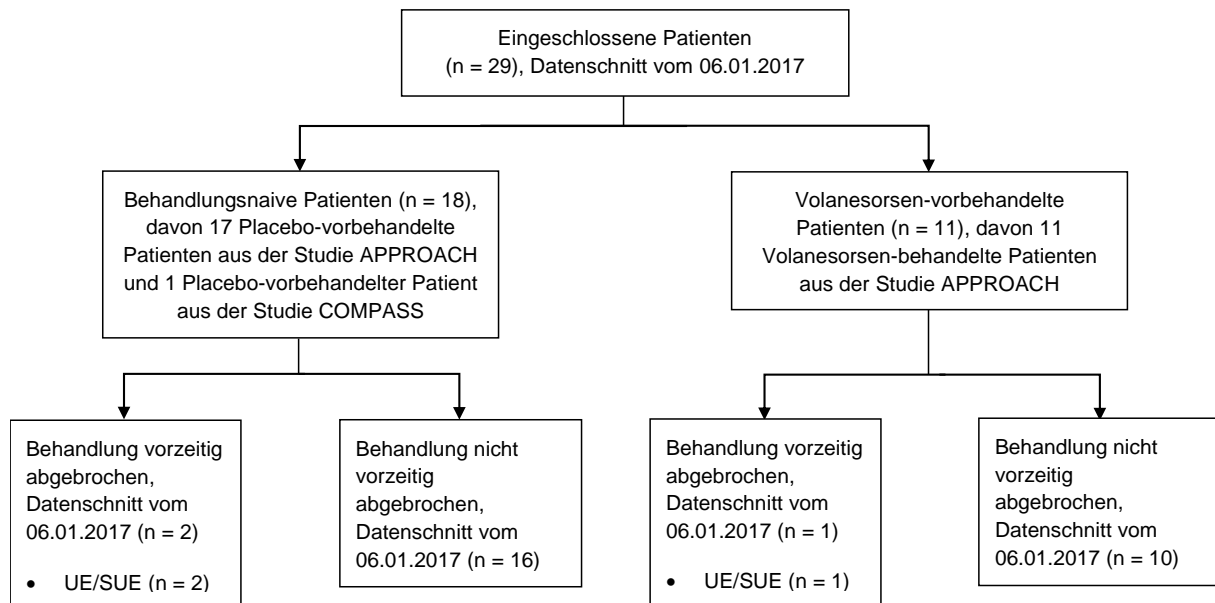 Eingeschlossene Patienten
(n = 29), Datenschnitt vom 06.01.2017
Behandlungsnaive Patienten (n = 18),
davon 17 Placebo-vorbehandelte
Patienten aus der Studie APPROACH
und 1 Placebo-vorbehandelter Patient
aus der Studie COMPASS
Volanesorsen-vorbehandelte
Patienten (n = 11), davon 11
Volanesorsen-behandelte Patienten
aus der Studie APPROACH
Behandlung vorzeitig
abgebrochen,
Datenschnitt vom
06.01.2017 (n = 2)
• UE/SUE (n = 2)
Behandlung nicht
vorzeitig
abgebrochen,
Datenschnitt vom
06.01.2017 (n = 16)
Behandlung vorzeitig
abgebrochen,
Datenschnitt vom
06.01.2017 (n = 1)
• UE/SUE (n = 1)
Behandlung nicht
vorzeitig
abgebrochen,
Datenschnitt vom
06.01.2017 (n = 10)